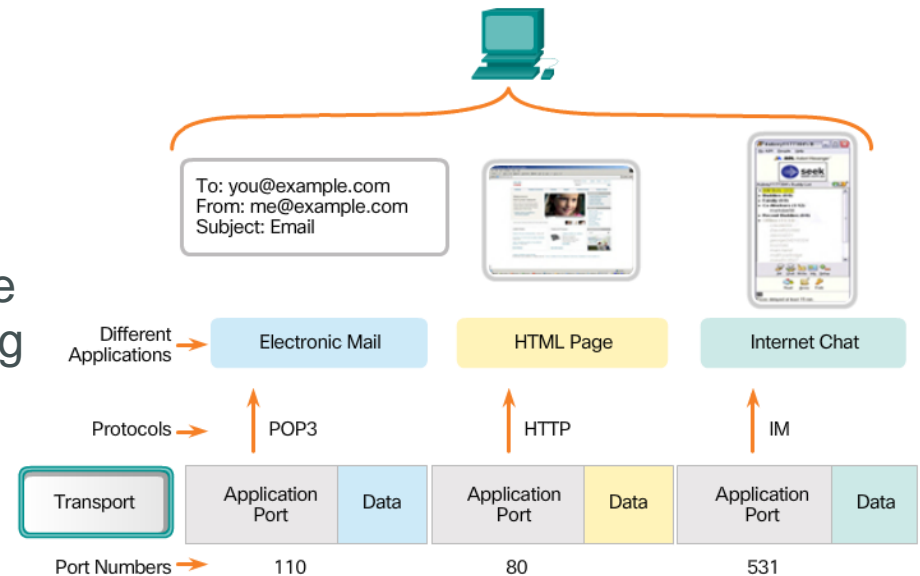 To: you@example.com
From: me@example.com
Subject: Email
seek
e
g
Different
Applications
Electronic Mail
HTML Page
Internet Chat
Protocols
POP3
HTTP
IM
Transport
Application
Port
Data
Application
Port
Data
Application
Port
Data
Port Numbers
110
80
531